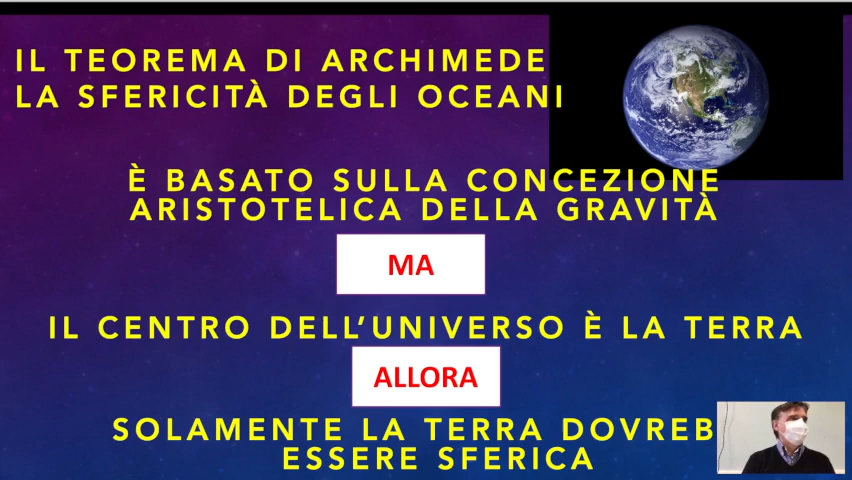 IL TEOREMA DI ARCHIMEDE
LA SFERICITÀ DEGLI OCEANI
È BASATO SULLA CONCEZIONE
ARISTOTELICA DELLA GRAVITÀ
MA
IL CENTRO DELL'UNIVERSO È LA TERRA
ALLORA
SOLAMENTE LA TERRA DOVREB
ESSERE SFERICA